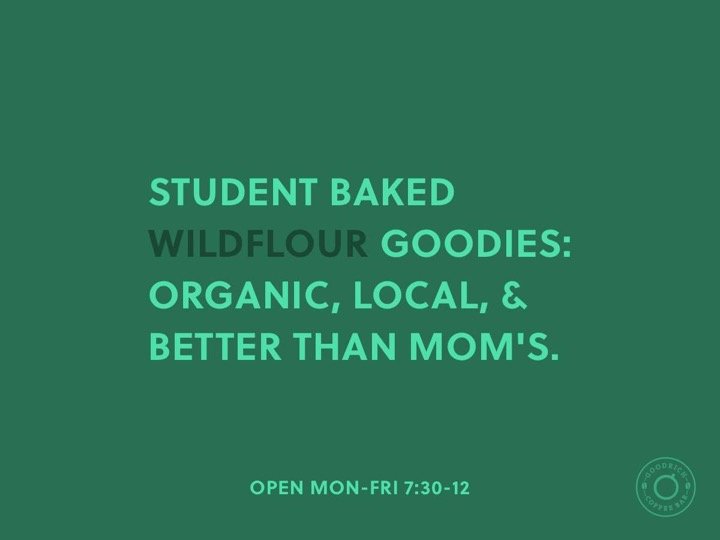 STUDENT BAKED
WILDFLOUR GOODIES:
ORGANIC, LOCAL, &
BETTER THAN MOM'S.
OPEN MON-FRI 7:30-12
GOODRICH
COFFEE BAR